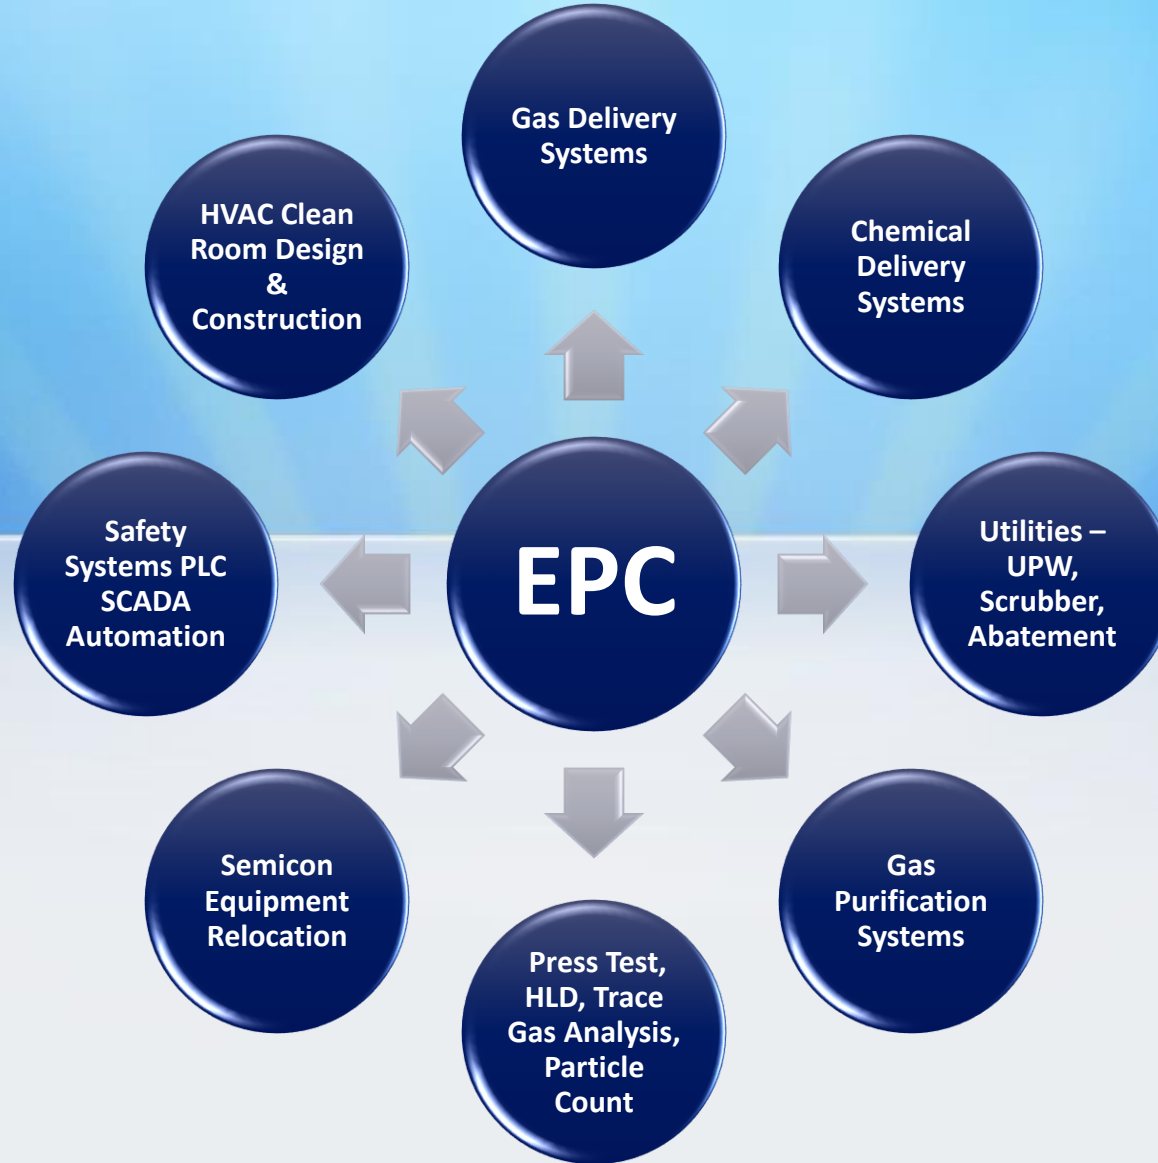 Gas Delivery
Systems
HVAC Clean
Room Design
&
Construction
Chemical
Delivery
Systems
Safety
Systems PLC
SCADA
Automation
EPC
Utilities –
UPW,
Scrubber,
Abatement
Semicon
Equipment
Relocation
Gas
Purification
Systems
Press Test,
HLD, Trace
Gas Analysis,
Particle
Count